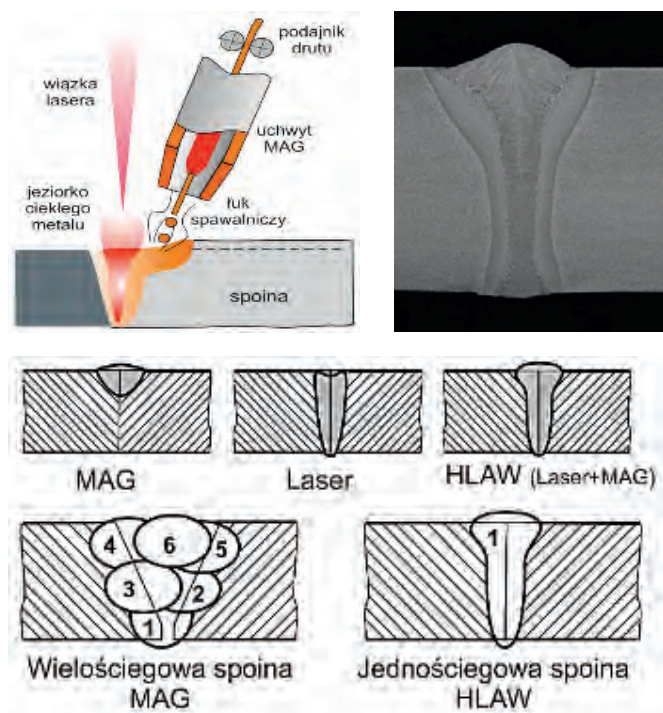 podajnik
drutu
wiązka
lasera
uchwyt
MAG
jeziorko
ciekłego
metalu
łuk
spawalniczy
spoina
MAG
Laser
HLAW (Laser+MAG)
4
6
5
3
2
1
1
Wielościegowa spoina
MAG
Jednościegowa spoina
HLAW